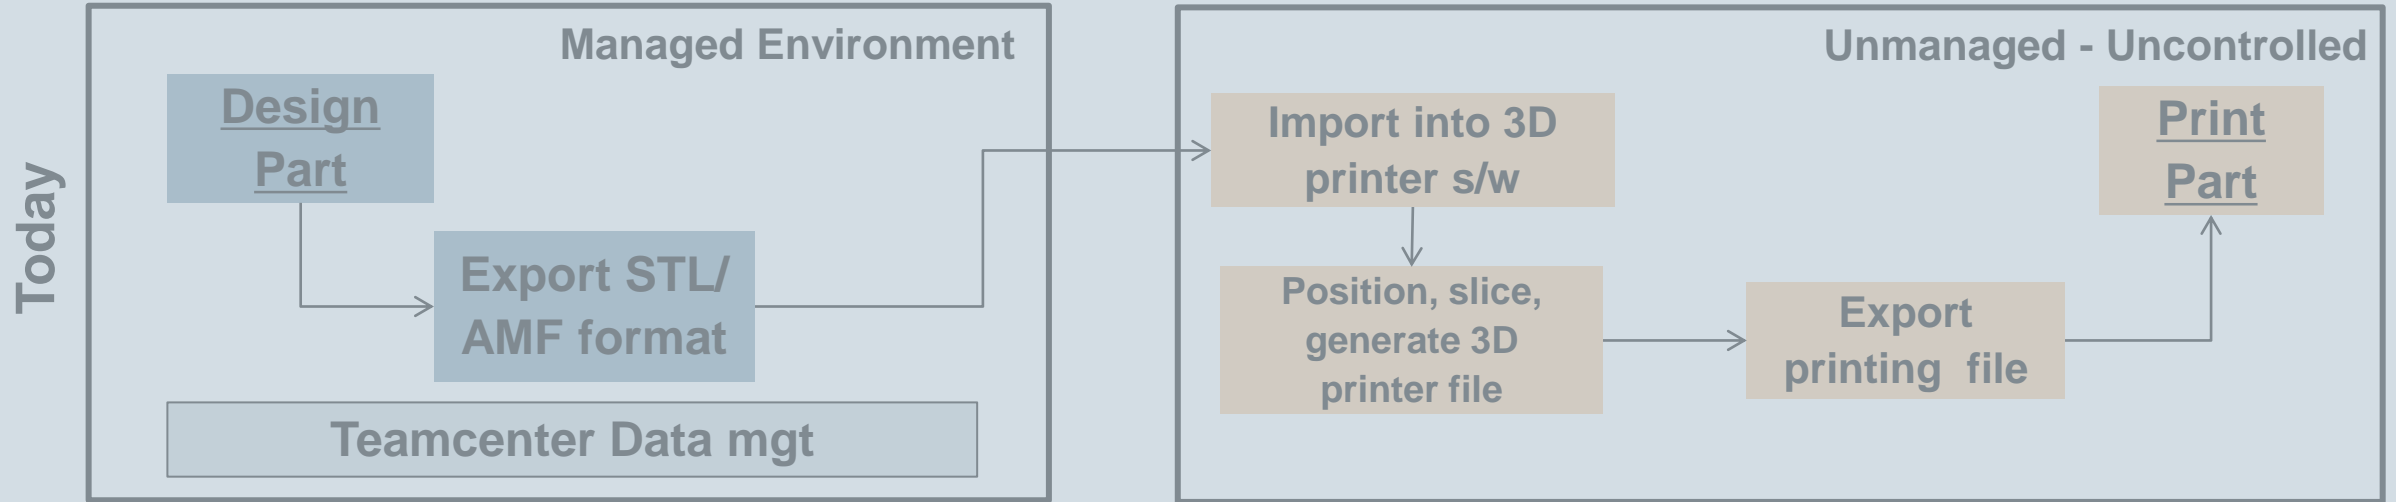 Today
Managed Environment
Design
Part
Export STL/
AMF format
Teamcenter Data mgt
Unmanaged - Uncontrolled
Import into 3D
printer s/w
Position, slice,
generate 3D
printer file
Export
printing  file
Print
Part